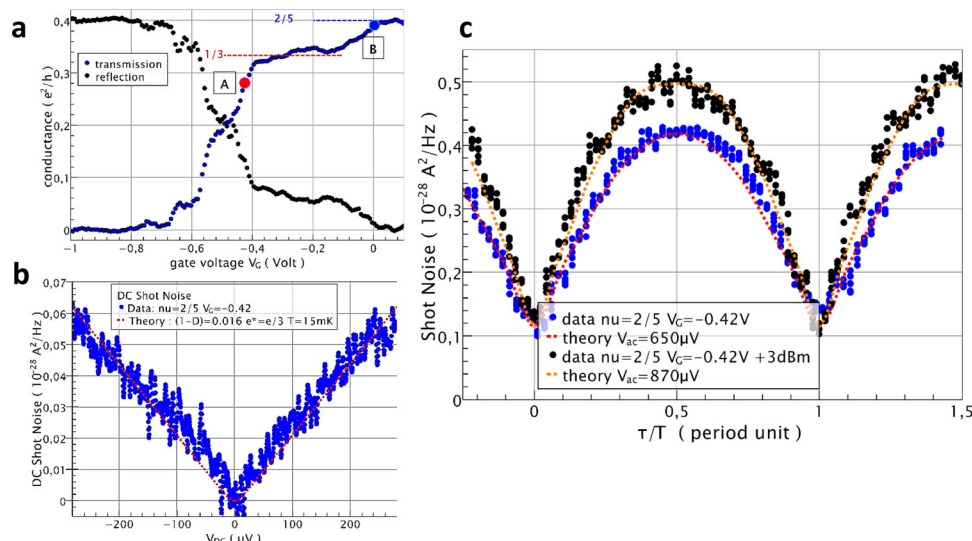 a
conductance (e²/h)
0,4
0,3
0,2
0,1
0
2/5
1/3
B
A
transmission
reflection
-1
-0,8
-0,6
-0,4
-0,2
0
gate voltage V_G ( Volt )
b
DC Shot Noise ( 10⁻²⁸ A²/Hz)
0,07
0,06
0,05
0,04
0,03
0,02
0,01
0
DC Shot Noise
Data: nu=2/5 V_G=-0.42
Theory : (1-D)=0.016 e*=e/3 T=15mK
-200
-100
0
100
200
V_DC ( μV)
c
Shot Noise ( 10⁻²⁸ A²/Hz)
0,6
0,5
0,4
0,3
0,2
0,1
0
data nu=2/5 V_G=-0.42V
theory V_ac=650μV
data nu=2/5 V_G=-0.42V +3dBm
theory V_ac=870μV
0
0,5
1
1,5
τ/T ( period unit )